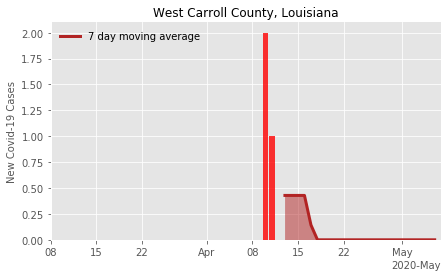 West Carroll County, Louisiana
7 day moving average
New Covid-19 Cases
2.00
1.75
1.50
1.25
1.00
0.75
0.50
0.25
0.00
08 15 22 Apr 08 15 22 May
2020-May